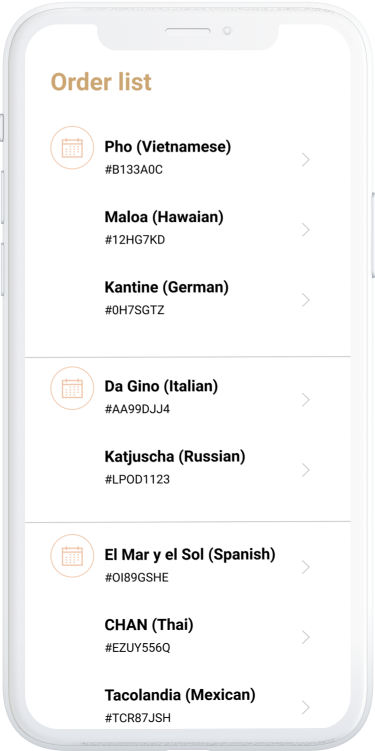 Order list
Pho (Vietnamese)
#B133A0C
Maloa (Hawaian)
#12HG7KD
Kantine (German)
#0H7SGTZ
Da Gino (Italian)
#AA99DJJ4
Katjuscha (Russian)
#LPOD1123
El Mar y el Sol (Spanish)
#OI89GSHE
CHAN (Thai)
#EZUY556Q
Tacolandia (Mexican)
#TCR87JSH